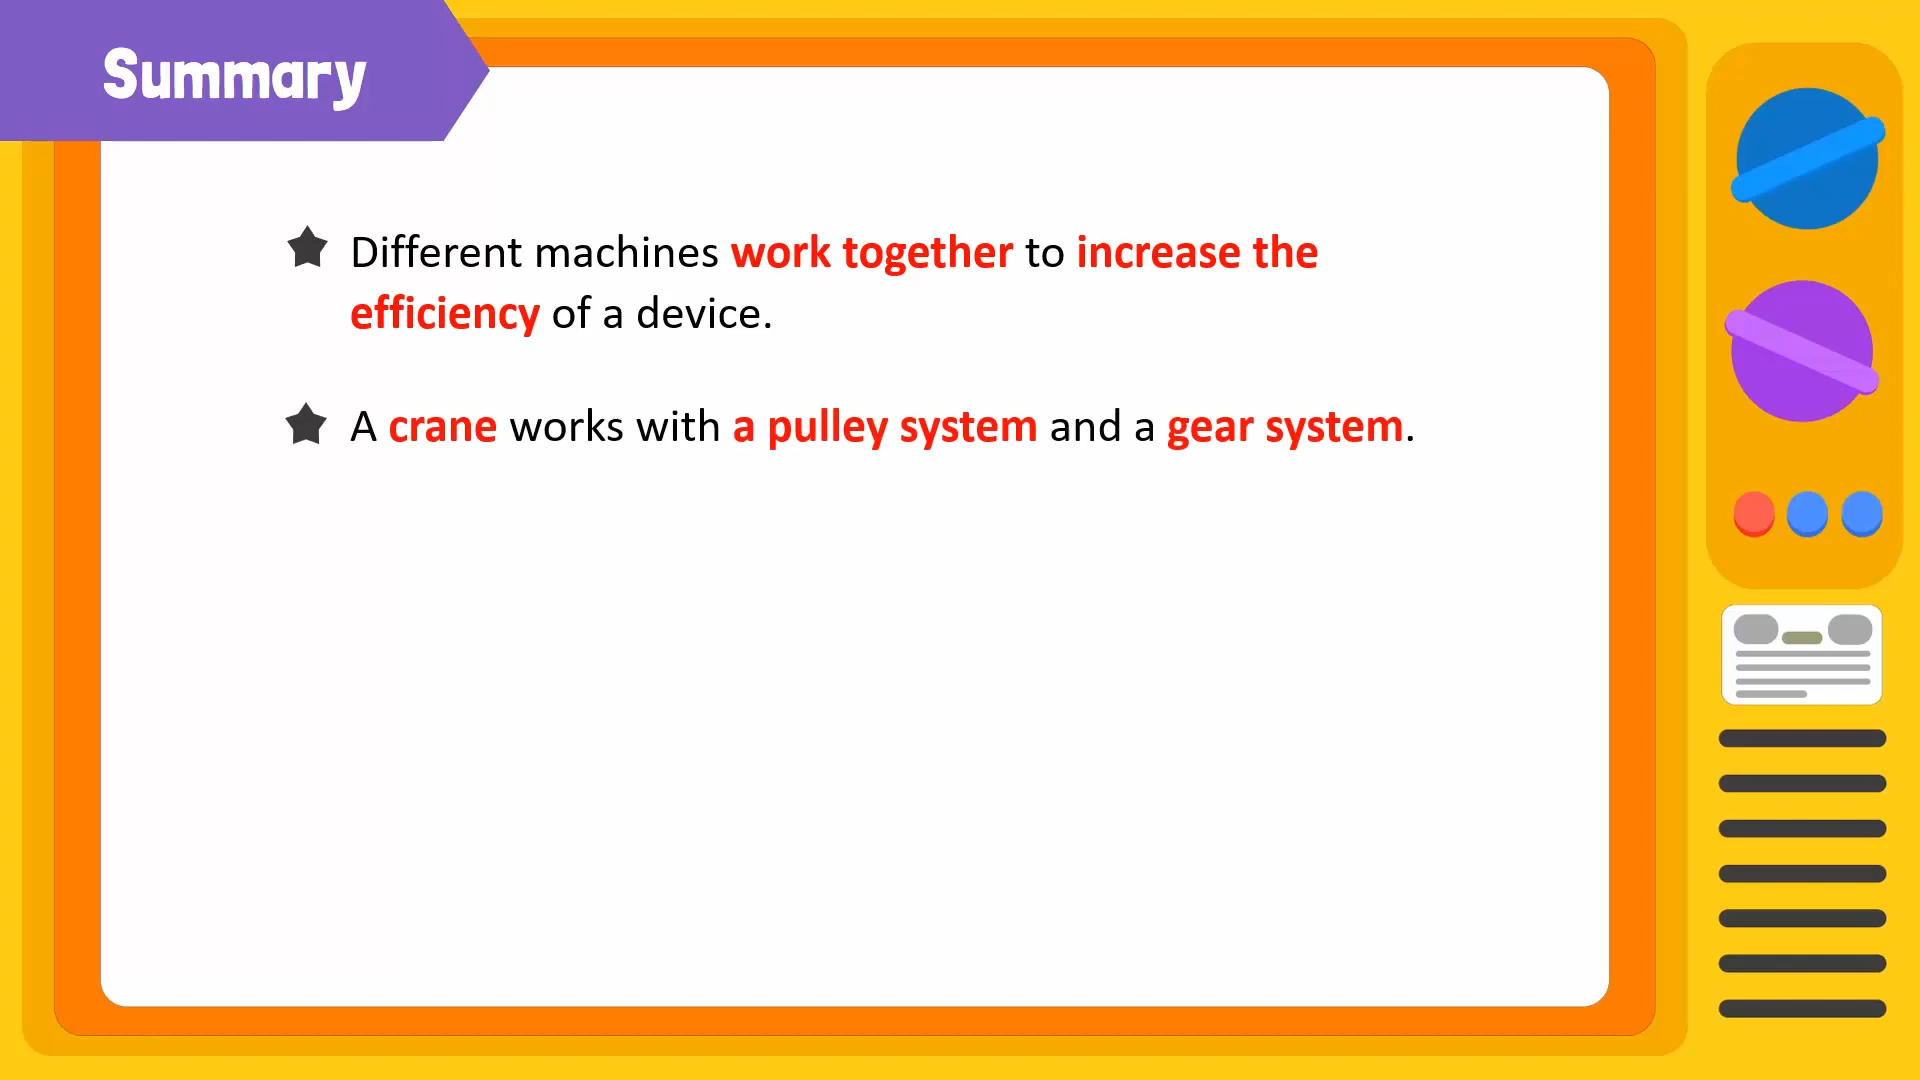 Summary
Different machines work together to increase the
efficiency of a device.
A crane works with a pulley system and a gear system.